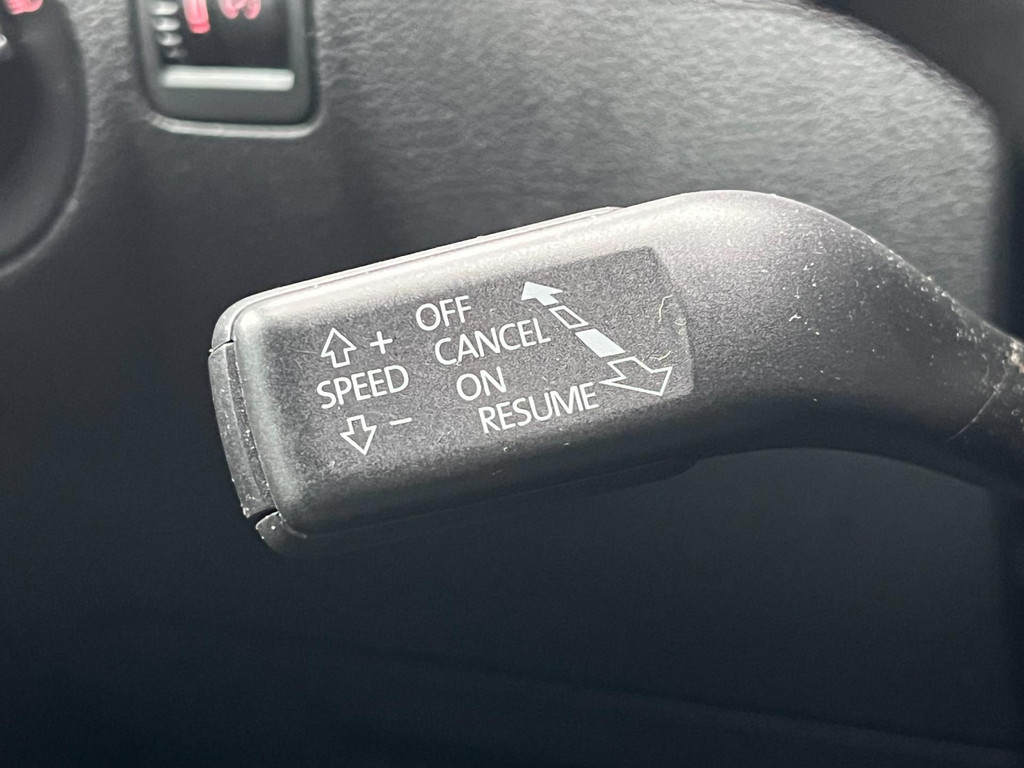 + OFF
CANCEL
SPEED ON
- RESUME